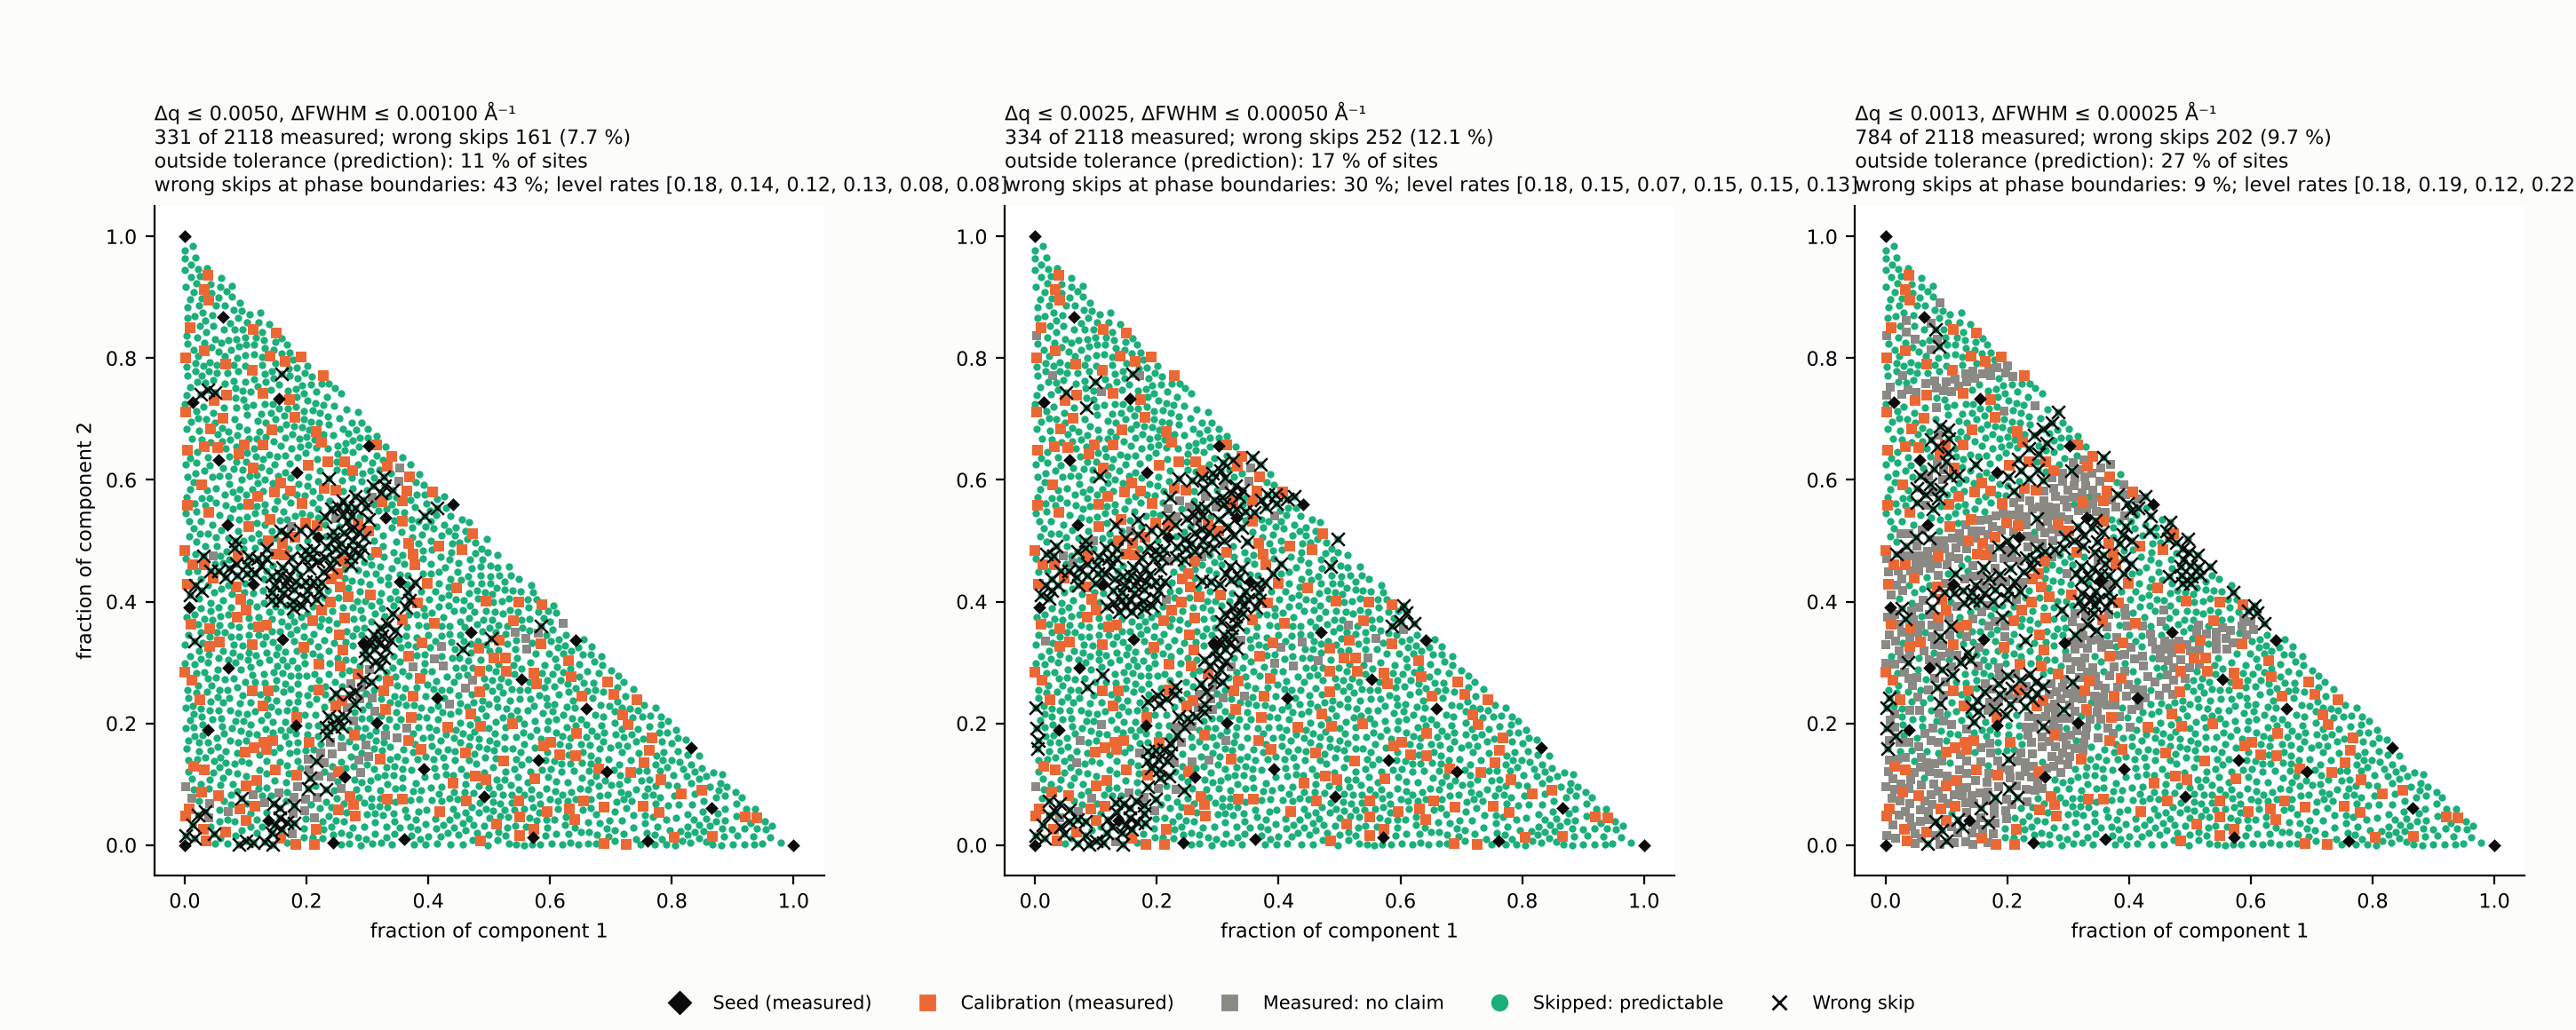 Δq ≤ 0.0050, ΔFWHM ≤ 0.00100 Å⁻¹
331 of 2118 measured; wrong skips 161 (7.7 %)
outside tolerance (prediction): 11 % of sites
wrong skips at phase boundaries: 43 %; level rates [0.18, 0.14, 0.12, 0.13, 0.08, 0.08]
Δq ≤ 0.0025, ΔFWHM ≤ 0.00050 Å⁻¹
334 of 2118 measured; wrong skips 252 (12.1 %)
outside tolerance (prediction): 17 % of sites
wrong skips at phase boundaries: 30 %; level rates [0.18, 0.15, 0.07, 0.15, 0.15, 0.13]
Δq ≤ 0.0013, ΔFWHM ≤ 0.00025 Å⁻¹
784 of 2118 measured; wrong skips 202 (9.7 %)
outside tolerance (prediction): 27 % of sites
wrong skips at phase boundaries: 9 %; level rates [0.18, 0.19, 0.12, 0.22
fraction of component 2
1.0
0.8
0.6
0.4
0.2
0.0
0.0 0.2 0.4 0.6 0.8 1.0
fraction of component 1
1.0
0.8
0.6
0.4
0.2
0.0
0.0 0.2 0.4 0.6 0.8 1.0
fraction of component 1
1.0
0.8
0.6
0.4
0.2
0.0
0.0 0.2 0.4 0.6 0.8 1.0
fraction of component 1
Seed (measured) Calibration (measured) Measured: no claim Skipped: predictable Wrong skip